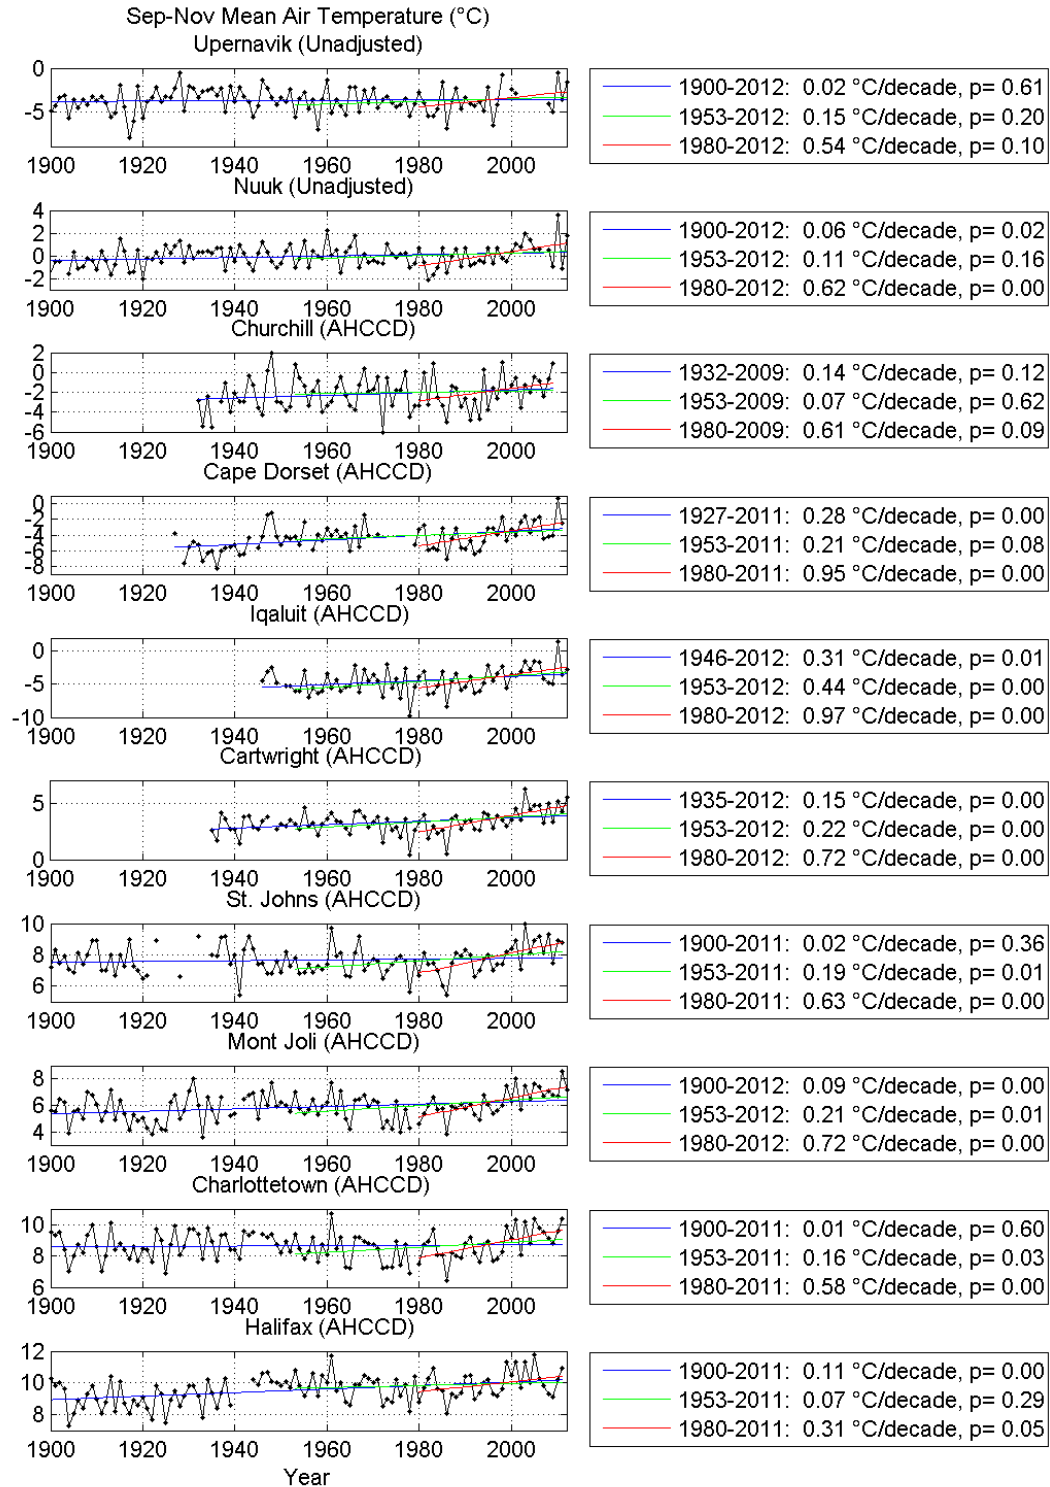 Sep-Nov Mean Air Temperature (°C)
Upernavik (Unadjusted)
0
-5
1900 1920 1940 1960 1980 2000
1900-2012: 0.02 °C/decade, p= 0.61
1953-2012: 0.15 °C/decade, p= 0.20
1980-2012: 0.54 °C/decade, p= 0.10
Nuuk (Unadjusted)
4
2
0
-2
1900 1920 1940 1960 1980 2000
1900-2012: 0.06 °C/decade, p= 0.02
1953-2012: 0.11 °C/decade, p= 0.16
1980-2012: 0.62 °C/decade, p= 0.00
Churchill (AHCCD)
2
0
-2
-4
-6
1900 1920 1940 1960 1980 2000
1932-2009: 0.14 °C/decade, p= 0.12
1953-2009: 0.07 °C/decade, p= 0.62
1980-2009: 0.61 °C/decade, p= 0.09
Cape Dorset (AHCCD)
0
-2
-4
-6
-8
1900 1920 1940 1960 1980 2000
1927-2011: 0.28 °C/decade, p= 0.00
1953-2011: 0.21 °C/decade, p= 0.08
1980-2011: 0.95 °C/decade, p= 0.00
Iqaluit (AHCCD)
0
-5
-10
1900 1920 1940 1960 1980 2000
1946-2012: 0.31 °C/decade, p= 0.01
1953-2012: 0.44 °C/decade, p= 0.00
1980-2012: 0.97 °C/decade, p= 0.00
Cartwright (AHCCD)
5
0
1900 1920 1940 1960 1980 2000
1935-2012: 0.15 °C/decade, p= 0.00
1953-2012: 0.22 °C/decade, p= 0.00
1980-2012: 0.72 °C/decade, p= 0.00
St. Johns (AHCCD)
10
8
6
1900 1920 1940 1960 1980 2000
1900-2011: 0.02 °C/decade, p= 0.36
1953-2011: 0.19 °C/decade, p= 0.01
1980-2011: 0.63 °C/decade, p= 0.00
Mont Joli (AHCCD)
8
6
4
1900 1920 1940 1960 1980 2000
1900-2012: 0.09 °C/decade, p= 0.00
1953-2012: 0.21 °C/decade, p= 0.01
1980-2012: 0.72 °C/decade, p= 0.00
Charlottetown (AHCCD)
10
8
6
1900 1920 1940 1960 1980 2000
1900-2011: 0.01 °C/decade, p= 0.60
1953-2011: 0.16 °C/decade, p= 0.03
1980-2011: 0.58 °C/decade, p= 0.00
Halifax (AHCCD)
12
10
8
1900 1920 1940 1960 1980 2000
1900-2011: 0.11 °C/decade, p= 0.00
1953-2011: 0.07 °C/decade, p= 0.29
1980-2011: 0.31 °C/decade, p= 0.05
Year